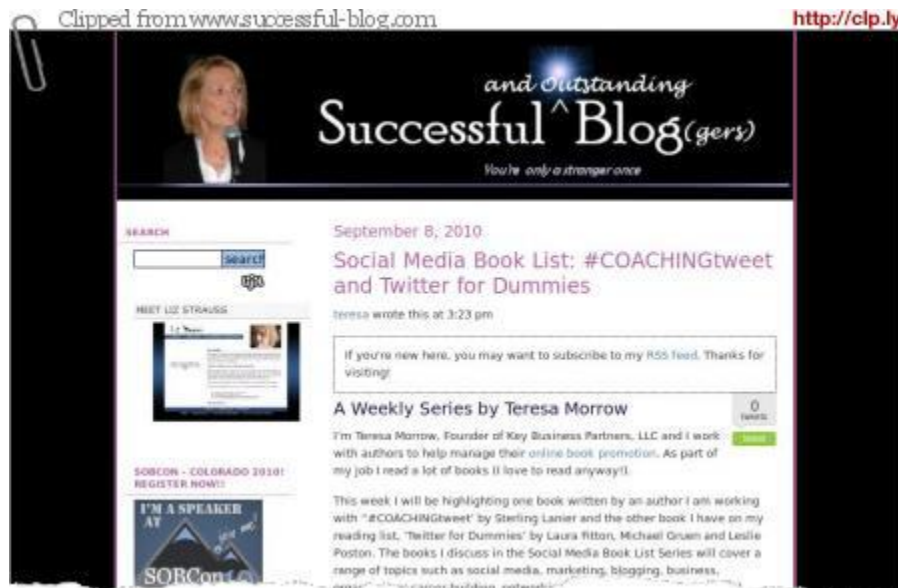 Clipped from www.successful-blog.com
http://clp.ly
and Outstanding
Successful^Blog(gers)
You're only a stranger once
SEARCH
search
MEET LIZ STRAUSS
SOBCON - COLORADO 2010!
REGISTER NOW!!
I'M A SPEAKER
AT
SOBCon
September 8, 2010
Social Media Book List: #COACHINGtweet
and Twitter for Dummies
teresa wrote this at 3:23 pm
If you're new here, you may want to subscribe to my RSS feed. Thanks for
visiting!
A Weekly Series by Teresa Morrow
0
tweets
I'm Teresa Morrow, Founder of Key Business Partners, LLC and I work
with authors to help manage their online book promotion. As part of
my job I read a lot of books (I love to read anyway!).
This week I will be highlighting one book written by an author I am working
with "#COACHINGtweet' by Sterling Lanier and the other book I have on my
reading list, 'Twitter for Dummies' by Laura Fitton, Michael Gruen and Leslie
Poston. The books I discuss in the Social Media Book List Series will cover a
range of topics such as social media, marketing, blogging, business,